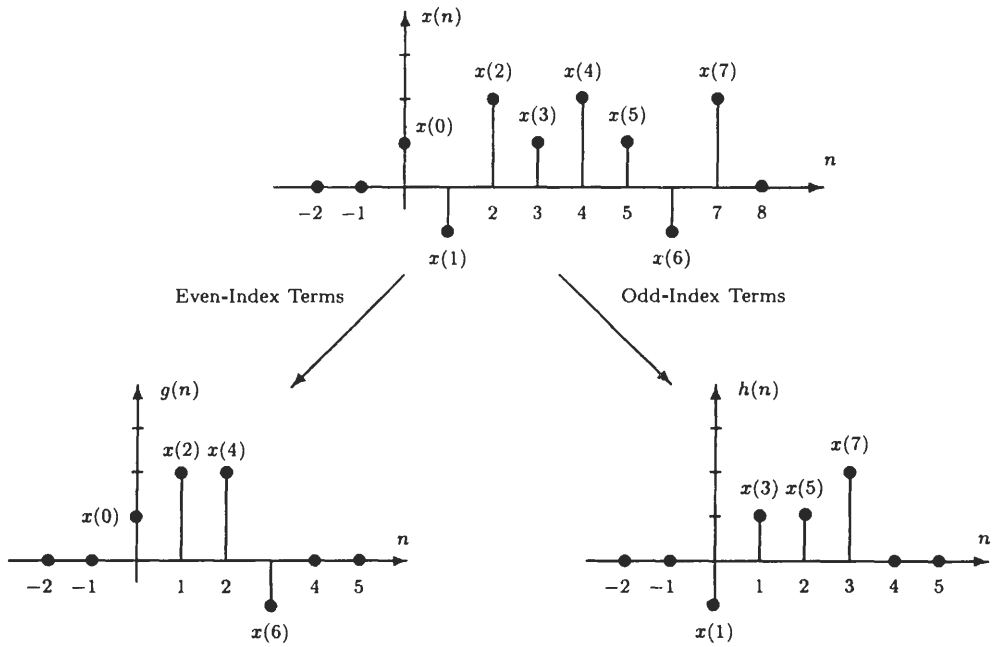 x(n)
x(2) x(4) x(7)
x(3) x(5)
x(0)
n
−2 −1 2 3 4 5 7 8
x(1) x(6)
Even-Index Terms Odd-Index Terms
g(n)
x(2) x(4)
x(0)
n
−2 −1 1 2 4 5
x(6)
h(n)
x(7)
x(3) x(5)
n
−2 −1 1 2 3 4 5
x(1)